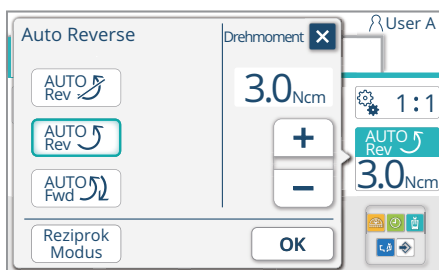 Auto Reverse
Drehmoment
User A
AUTO
Rev
3.0Ncm
1:1
AUTO
Rev
+
AUTO
Rev
3.0Ncm
AUTO
Fwd
−
Reziprok
Modus
OK